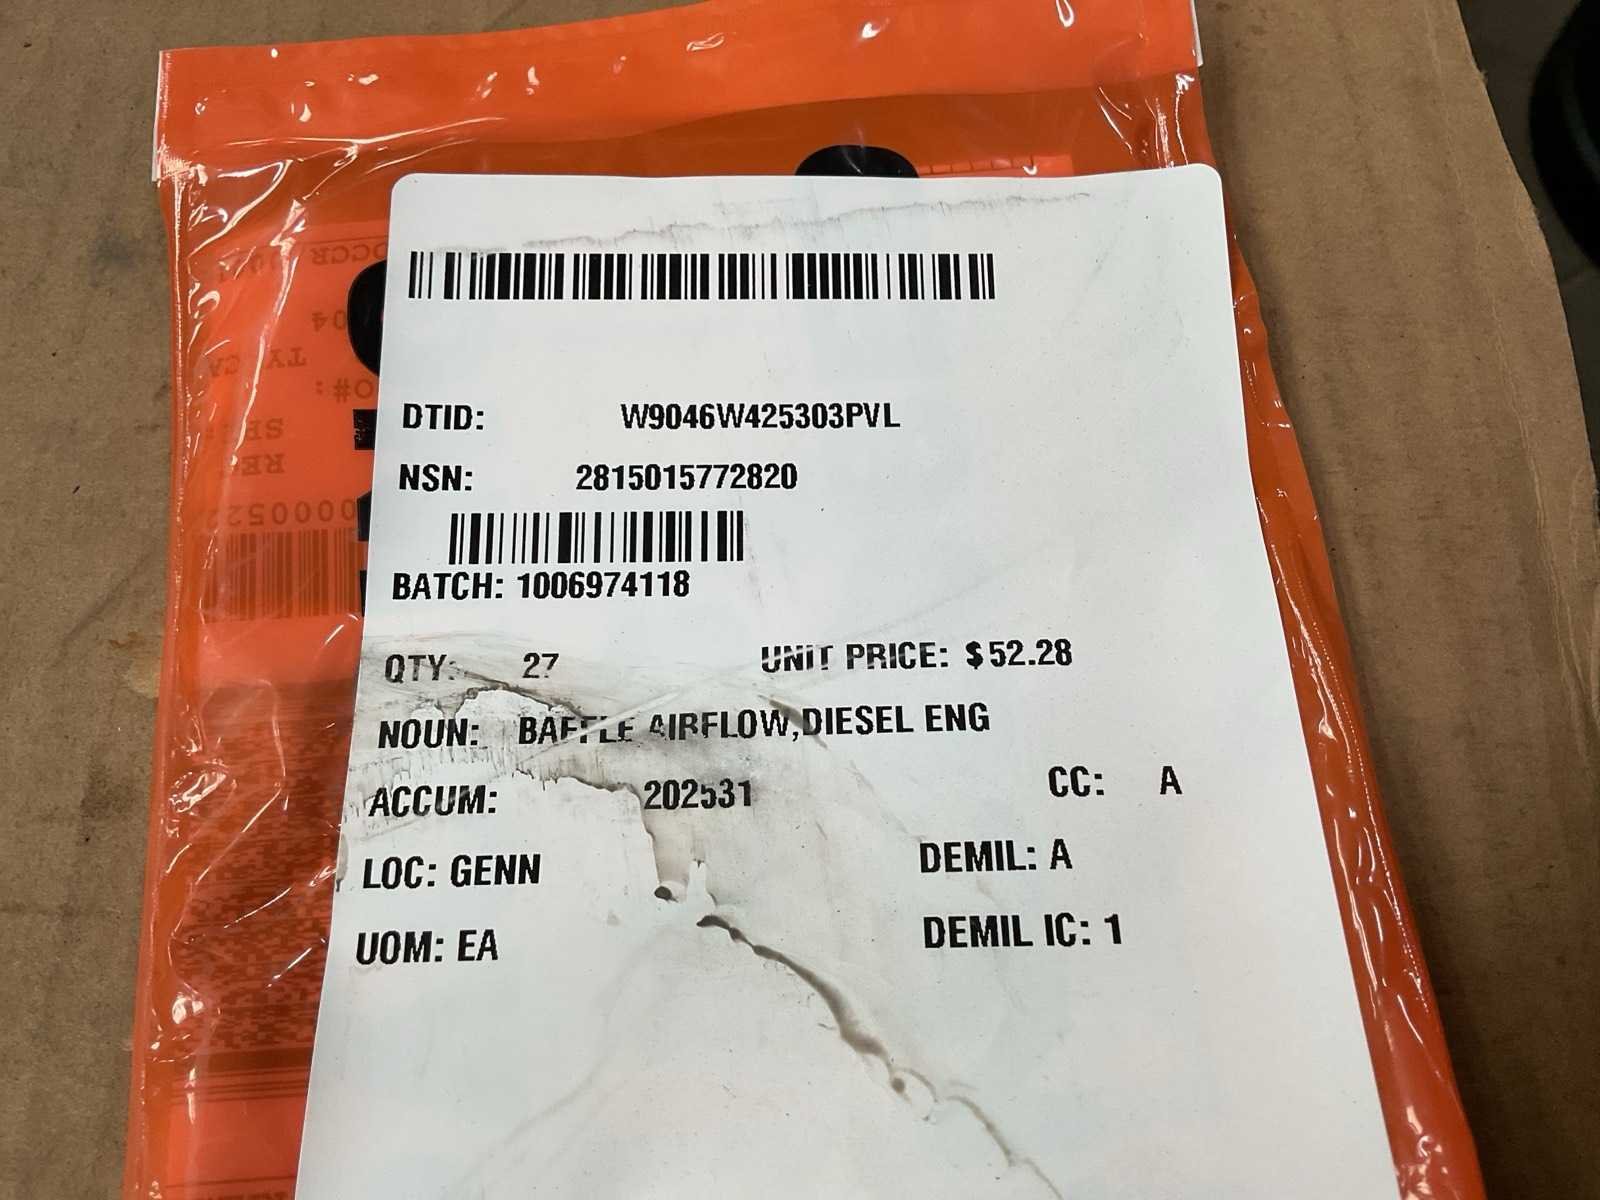 DTID: W9046W425303PVL
NSN: 2815015772820
BATCH: 1006974118
QTY: 27 UNIT PRICE: $52.28
NOUN: BAFFLE AIRFLOW,DIESEL ENG
ACCUM: 202531 CC: A
LOC: GENN DEMIL: A
UOM: EA DEMIL IC: 1